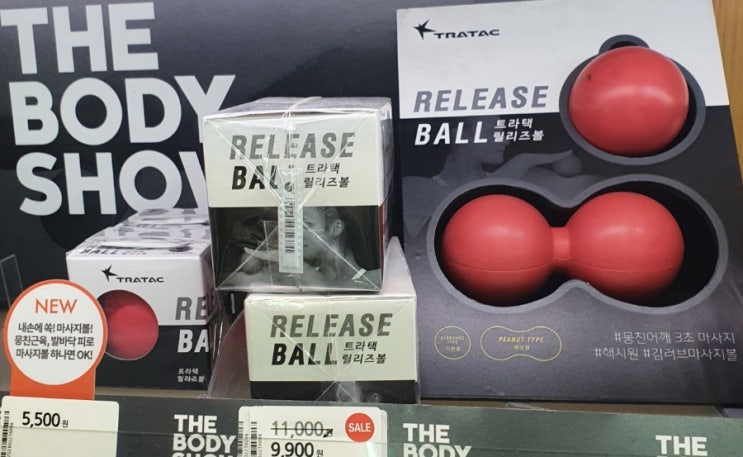 THE
BODY
SHOW
TRATAC
RELEASE
BALL 트라택
릴리즈볼
STANDARD
TYPE
기본형
PEANUT TYPE
땅콩형
#뭉친어깨 3초 마사지
#핵시원 #김러브마사지볼
RELEASE
BALL 트라택
릴리즈볼
TRATAC
RE
B
트라택
릴리즈볼
RELEASE
BALL 트라택
릴리즈볼
NEW
내손에 쏙! 마사지볼!
뭉친근육, 발바닥 피로
마사지볼 하나면 OK!
5,500원
THE
BODY
SHOW
11,000
SALE
9,900원
THE
BODY
THE